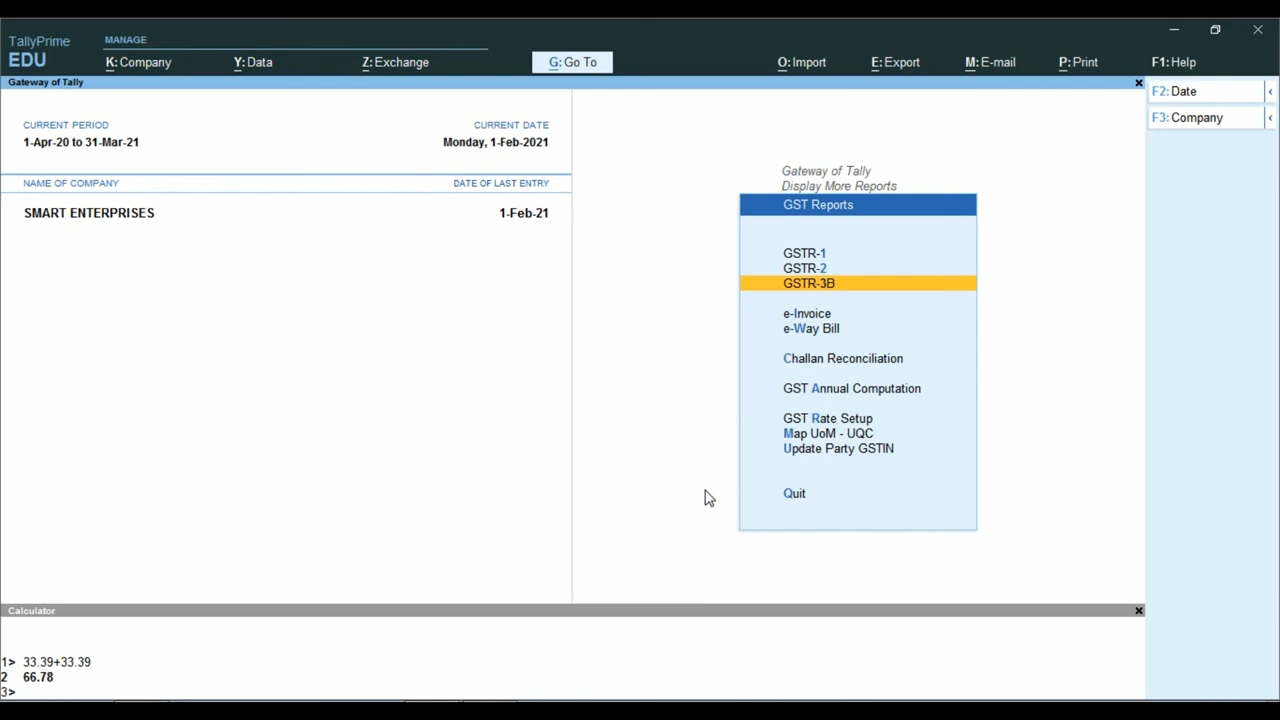 TallyPrime
EDU
MANAGE
K: Company
Y: Data
Z: Exchange
G: Go To
O: Import
E: Export
M: E-mail
P: Print
F1: Help
Gateway of Tally
F2: Date
F3: Company
CURRENT PERIOD
CURRENT DATE
1-Apr-20 to 31-Mar-21
Monday, 1-Feb-2021
NAME OF COMPANY
DATE OF LAST ENTRY
SMART ENTERPRISES
1-Feb-21
Gateway of Tally
Display More Reports
GST Reports
GSTR-1
GSTR-2
GSTR-3B
e-Invoice
e-Way Bill
Challan Reconciliation
GST Annual Computation
GST Rate Setup
Map UoM - UQC
Update Party GSTIN
Quit
Calculator
1> 33.39+33.39
2 66.78
3>